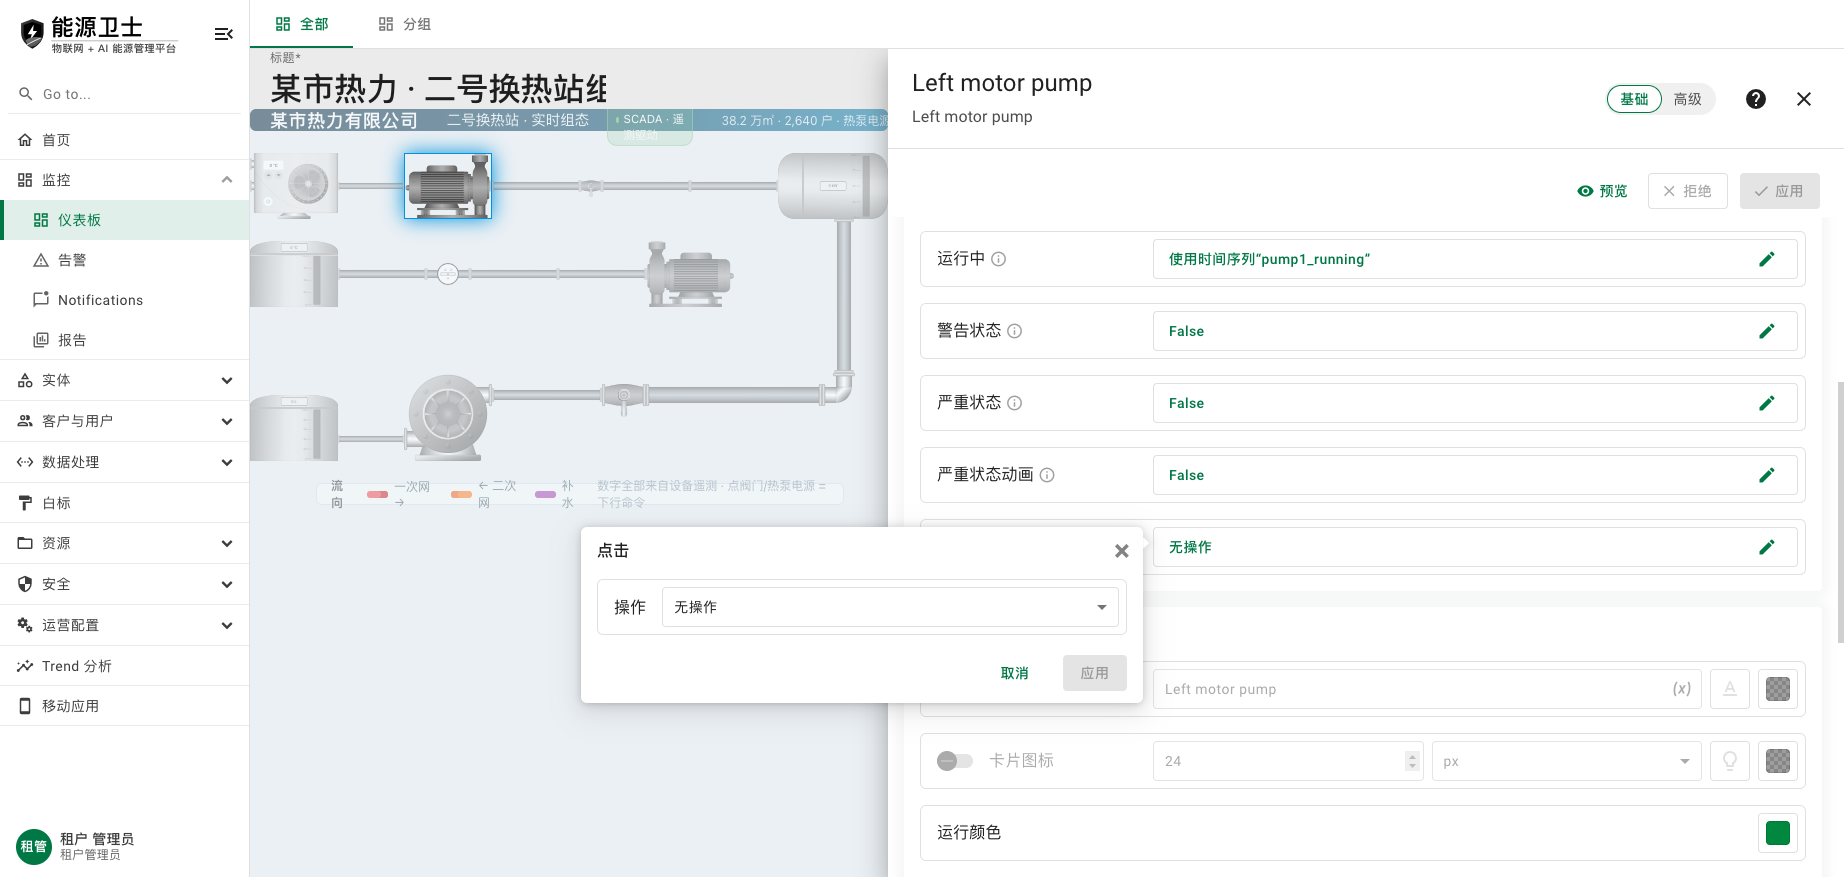 能源卫士
物联网 + AI 能源管理平台
Go to...
首页
监控
仪表板
告警
Notifications
报告
实体
客户与用户
数据处理
白标
资源
安全
运营配置
Trend 分析
移动应用
租管
租户 管理员
租户管理员
全部
分组
标题*
某市热力 · 二号换热站组
某市热力有限公司
二号换热站 · 实时组态
SCADA · 遥
测驱动
38.2 万㎡ · 2,640 户 · 热泵电源
流
向
一次网
→
← 二次
网
补
水
数字全部来自设备遥测 · 点阀门/热泵电源 =
下行命令
Left motor pump
Left motor pump
基础
高级
预览
拒绝
应用
运行中
使用时间序列“pump1_running”
警告状态
False
严重状态
False
严重状态动画
False
无操作
点击
操作
无操作
取消
应用
Left motor pump
(x)
卡片图标
24
px
运行颜色